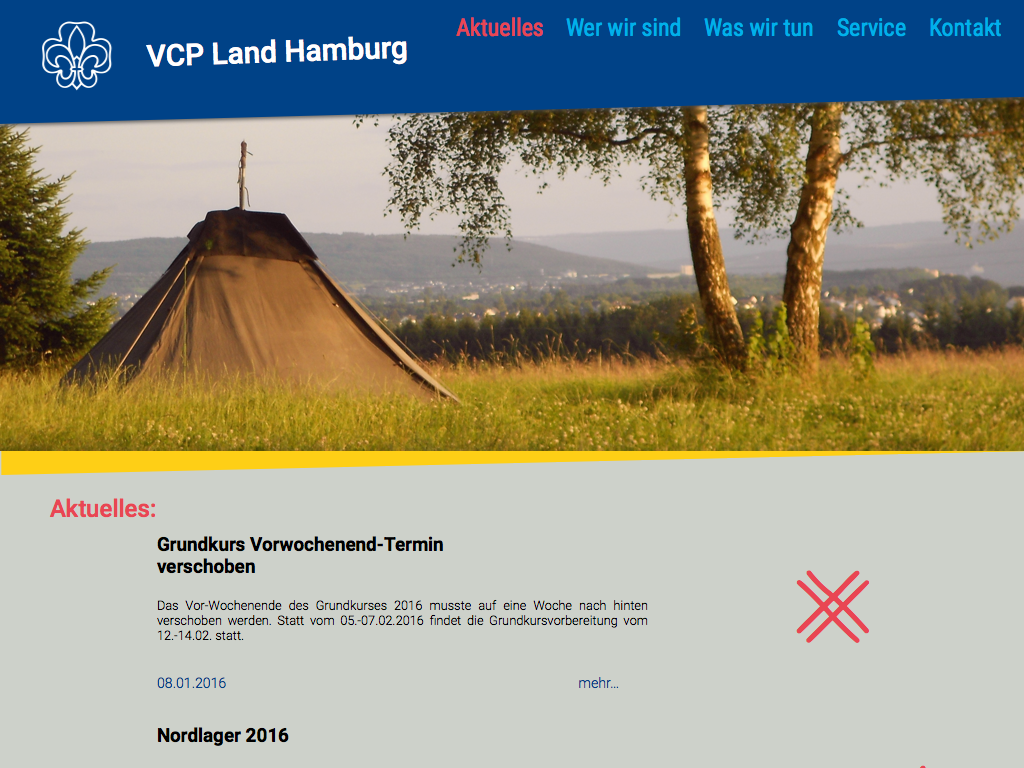 VCP Land Hamburg
Aktuelles Wer wir sind Was wir tun Service Kontakt
Aktuelles:
Grundkurs Vorwochenend-Termin
verschoben
Das Vor-Wochenende des Grundkurses 2016 musste auf eine Woche nach hinten
verschoben werden. Statt vom 05.-07.02.2016 findet die Grundkursvorbereitung vom
12.-14.02. statt.
08.01.2016 mehr...
Nordlager 2016